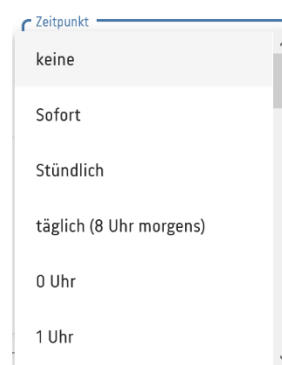 Zeitpunkt
keine
Sofort
Stündlich
täglich (8 Uhr morgens)
0 Uhr
1 Uhr